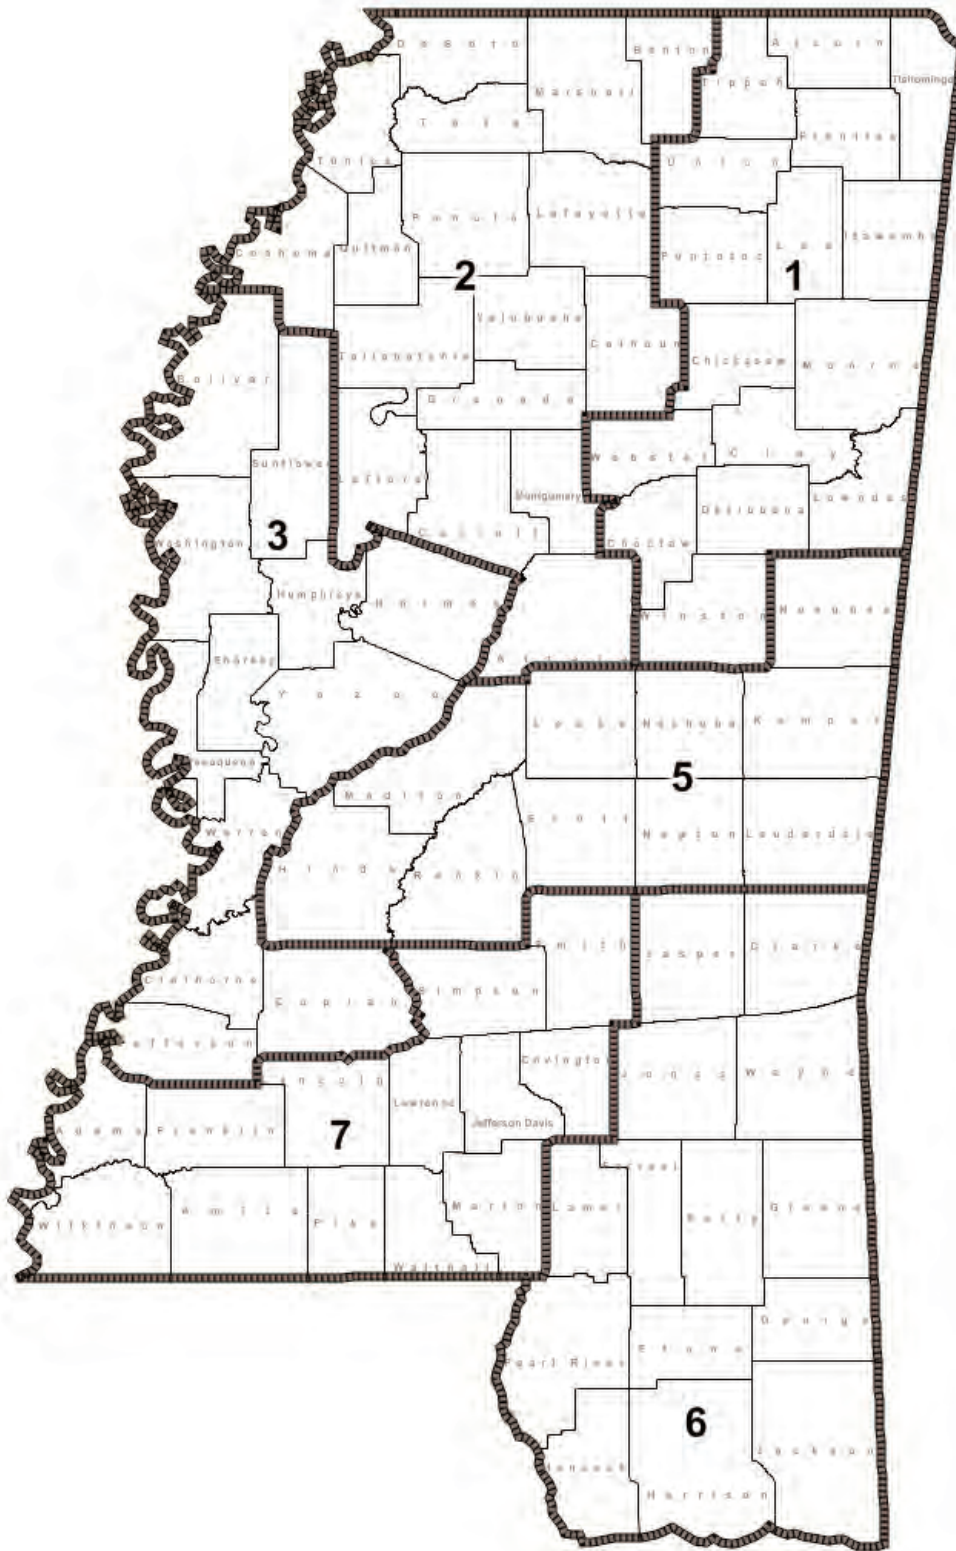 DeSoto
Benton
Alcorn
Tishomingo
Tippah
Marshall
Tate
Prentiss
Tunica
Union
Panola
Lafayette
Lee
Itawamba
Coahoma
Quitman
Pontotoc
2
1
Yalobusha
Calhoun
Tallahatchie
Chickasaw
Monroe
Bolivar
Grenada
Webster
Clay
Sunflower
Leflore
Montgomery
Lowndes
Oktibbeha
3
Washington
Carroll
Choctaw
Humphreys
Holmes
Winston
Noxubee
Attala
Sharkey
Yazoo
Leake
Neshoba
Kemper
Issaquena
5
Madison
Warren
Scott
Newton
Lauderdale
Hinds
Rankin
Smith
Jasper
Clarke
Claiborne
Simpson
Copiah
Jefferson
Covington
Lincoln
Jones
Wayne
Lawrence
Jefferson Davis
Adams
Franklin
7
Forrest
Marion
Lamar
Perry
Greene
Wilkinson
Amite
Pike
Walthall
George
Stone
Pearl River
6
Jackson
Hancock
Harrison